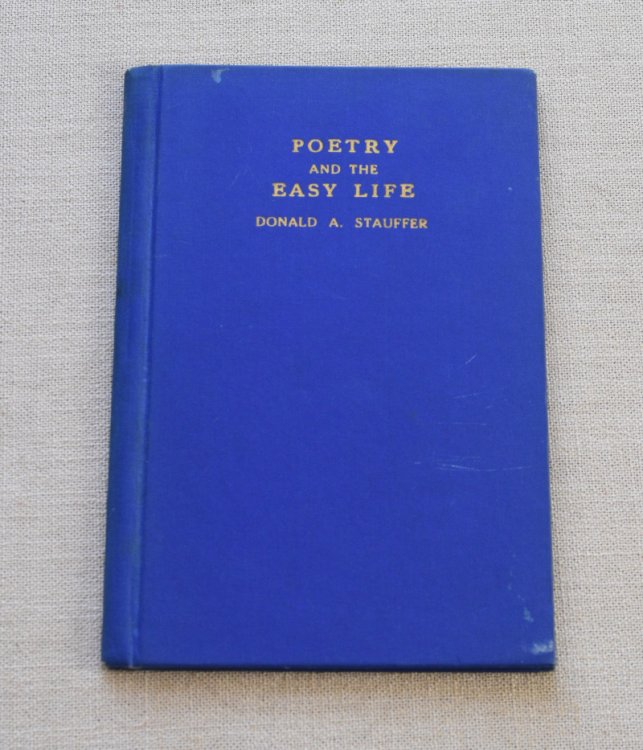 POETRY
AND THE
EASY LIFE
DONALD A. STAUFFER